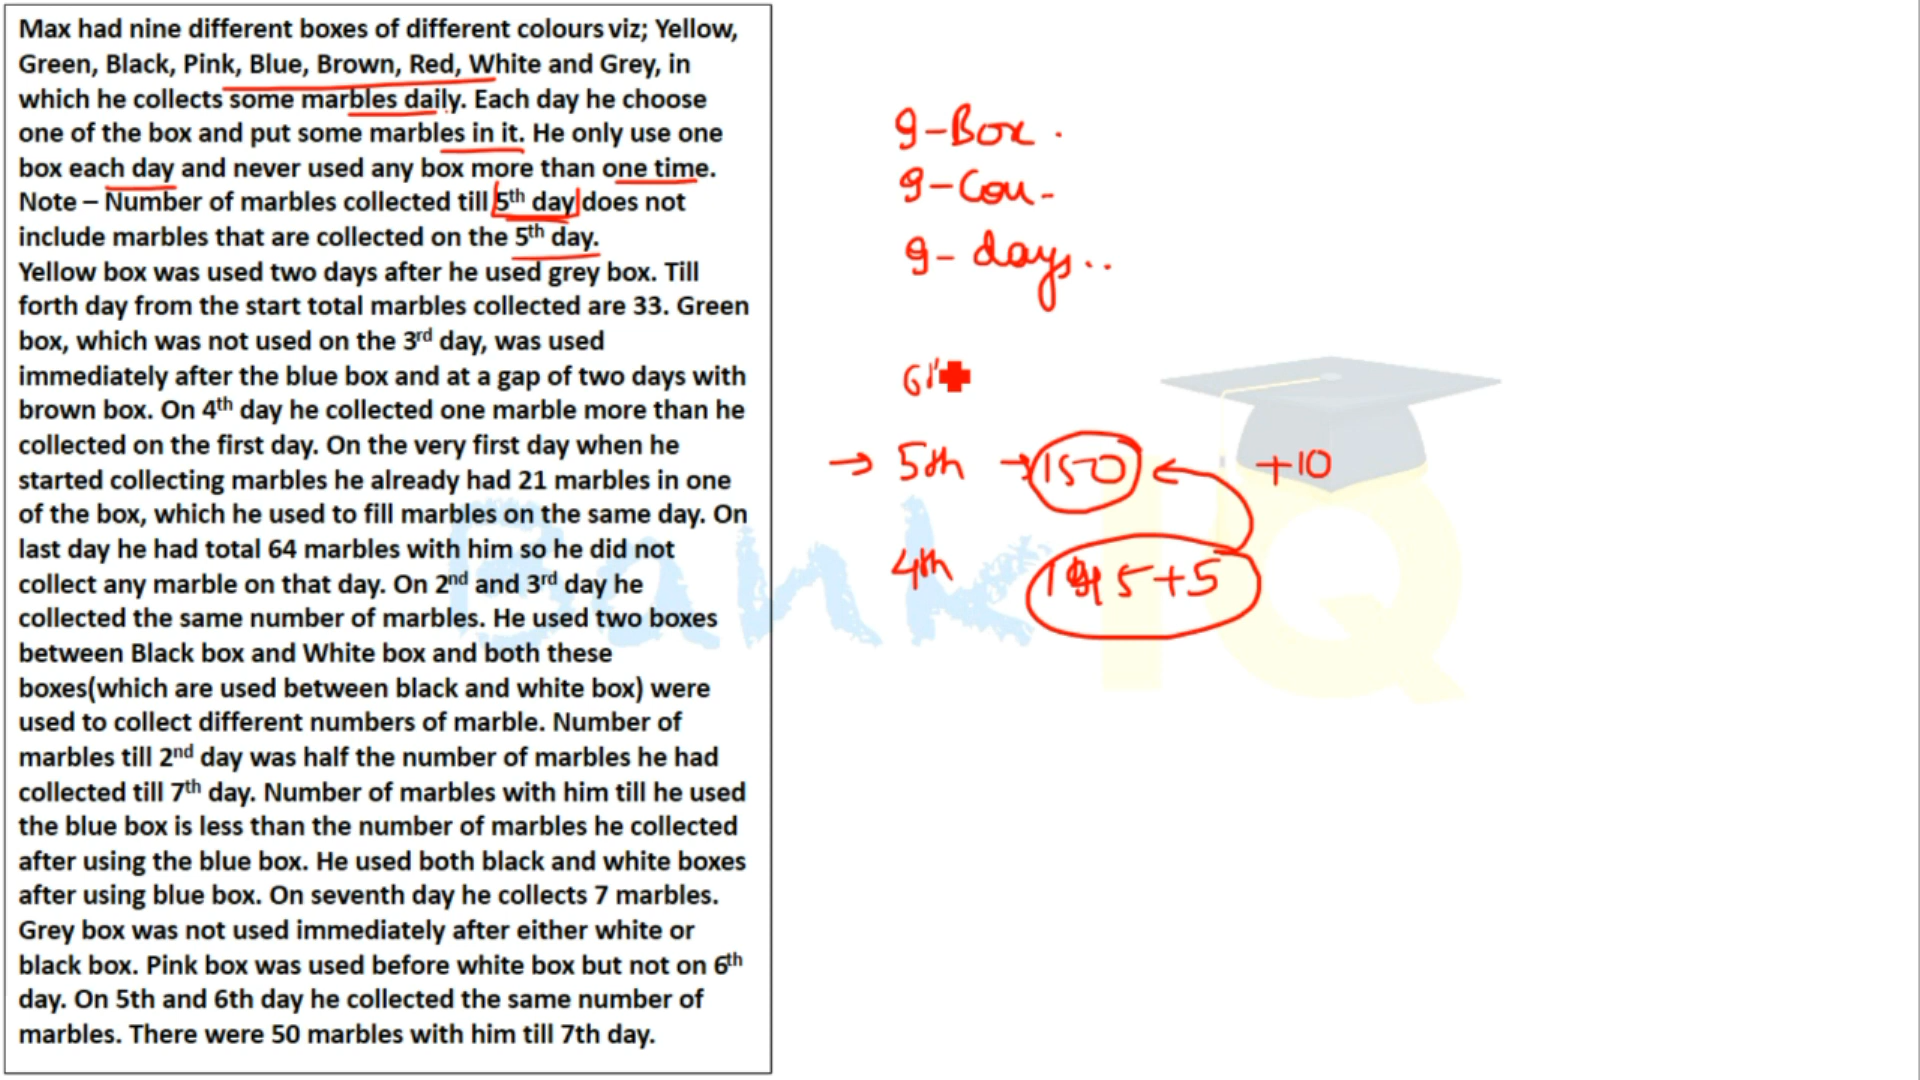 Max had nine different boxes of different colours viz; Yellow,
Green, Black, Pink, Blue, Brown, Red, White and Grey, in
which he collects some marbles daily. Each day he choose
one of the box and put some marbles in it. He only use one
box each day and never used any box more than one time.
Note – Number of marbles collected till 5th day does not
include marbles that are collected on the 5th day.
Yellow box was used two days after he used grey box. Till
forth day from the start total marbles collected are 33. Green
box, which was not used on the 3rd day, was used
immediately after the blue box and at a gap of two days with
brown box. On 4th day he collected one marble more than he
collected on the first day. On the very first day when he
started collecting marbles he already had 21 marbles in one
of the box, which he used to fill marbles on the same day. On
last day he had total 64 marbles with him so he did not
collect any marble on that day. On 2nd and 3rd day he
collected the same number of marbles. He used two boxes
between Black box and White box and both these
boxes(which are used between black and white box) were
used to collect different numbers of marble. Number of
marbles till 2nd day was half the number of marbles he had
collected till 7th day. Number of marbles with him till he used
the blue box is less than the number of marbles he collected
after using the blue box. He used both black and white boxes
after using blue box. On seventh day he collects 7 marbles.
Grey box was not used immediately after either white or
black box. Pink box was used before white box but not on 6th
day. On 5th and 6th day he collected the same number of
marbles. There were 50 marbles with him till 7th day.
9-Box.
9-Cou-
9-days..
5th → 150 +10
4th
BankIQ